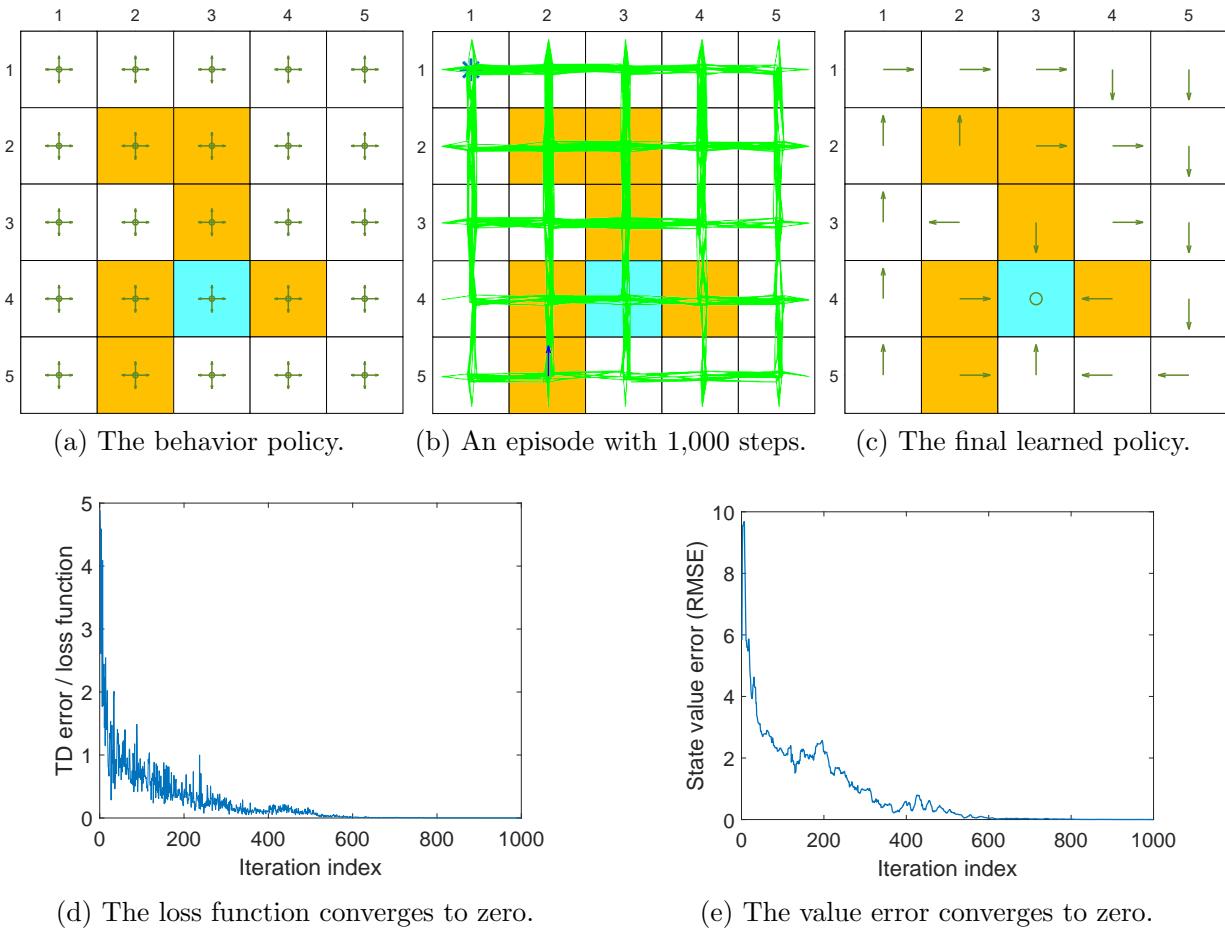 1 2 3 4 5
1
2
3
4
5
(a) The behavior policy.
1 2 3 4 5
1
2
3
4
5
(b) An episode with 1,000 steps.
1 2 3 4 5
1
2
3
4
5
(c) The final learned policy.
TD error / loss function
5
4
3
2
1
0
0 200 400 600 800 1000
Iteration index
(d) The loss function converges to zero.
State value error (RMSE)
10
8
6
4
2
0
0 200 400 600 800 1000
Iteration index
(e) The value error converges to zero.